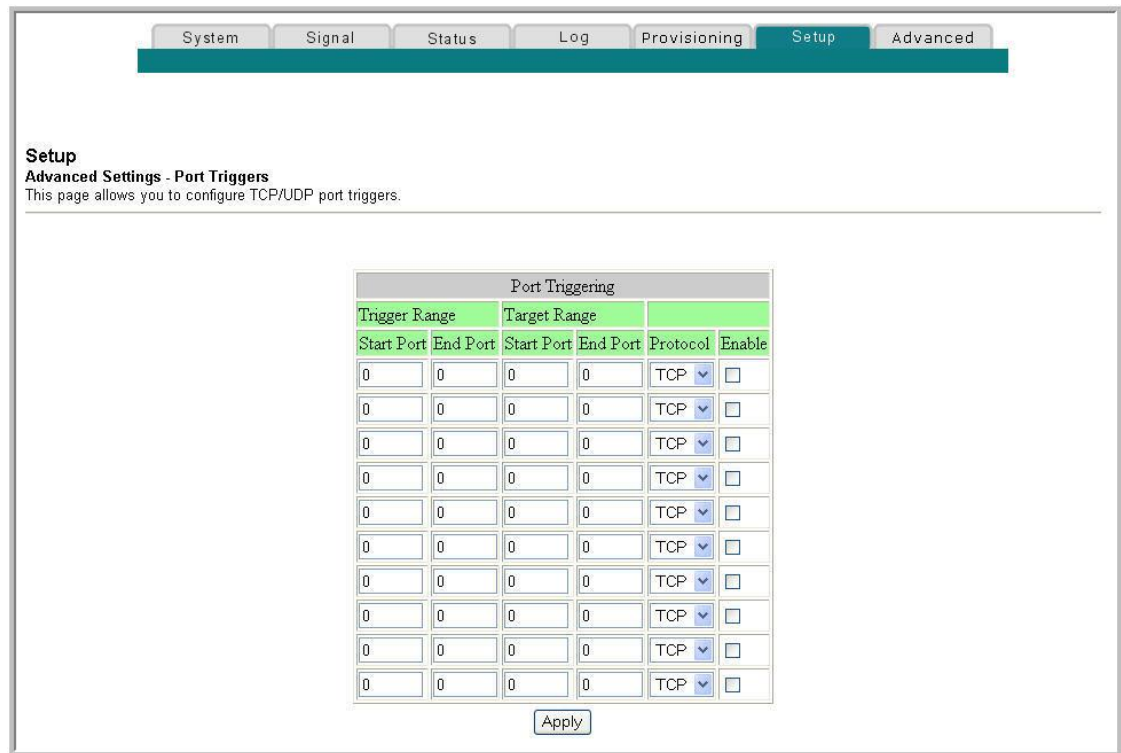 System Signal Status Log Provisioning Setup Advanced
Setup
Advanced Settings - Port Triggers
This page allows you to configure TCP/UDP port triggers.
Port Triggering
Trigger Range Target Range
Start Port End Port Start Port End Port Protocol Enable
0 0 0 0 TCP
0 0 0 0 TCP
0 0 0 0 TCP
0 0 0 0 TCP
0 0 0 0 TCP
0 0 0 0 TCP
0 0 0 0 TCP
0 0 0 0 TCP
0 0 0 0 TCP
0 0 0 0 TCP
Apply